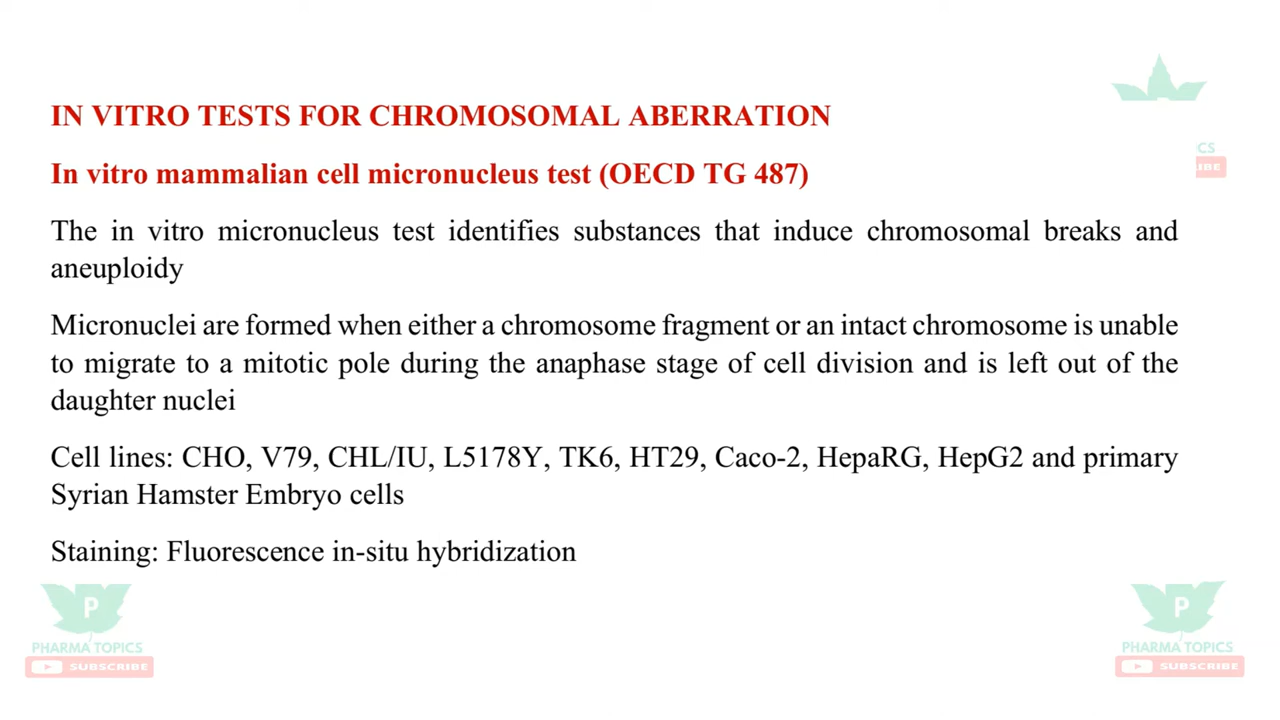 IN VITRO TESTS FOR CHROMOSOMAL ABERRATION
CS
IBE
In vitro mammalian cell micronucleus test (OECD TG 487)
The in vitro micronucleus test identifies substances that induce chromosomal breaks and
aneuploidy
Micronuclei are formed when either a chromosome fragment or an intact chromosome is unable
to migrate to a mitotic pole during the anaphase stage of cell division and is left out of the
daughter nuclei
Cell lines: CHO, V79, CHL/IU, L5178Y, TK6, HT29, Caco-2, HepaRG, HepG2 and primary
Syrian Hamster Embryo cells
Staining: Fluorescence in-situ hybridization
P
PHARMA TOPICS
SUBSCRIBE
P
PHARMA TOPICS
SUBSCRIBE